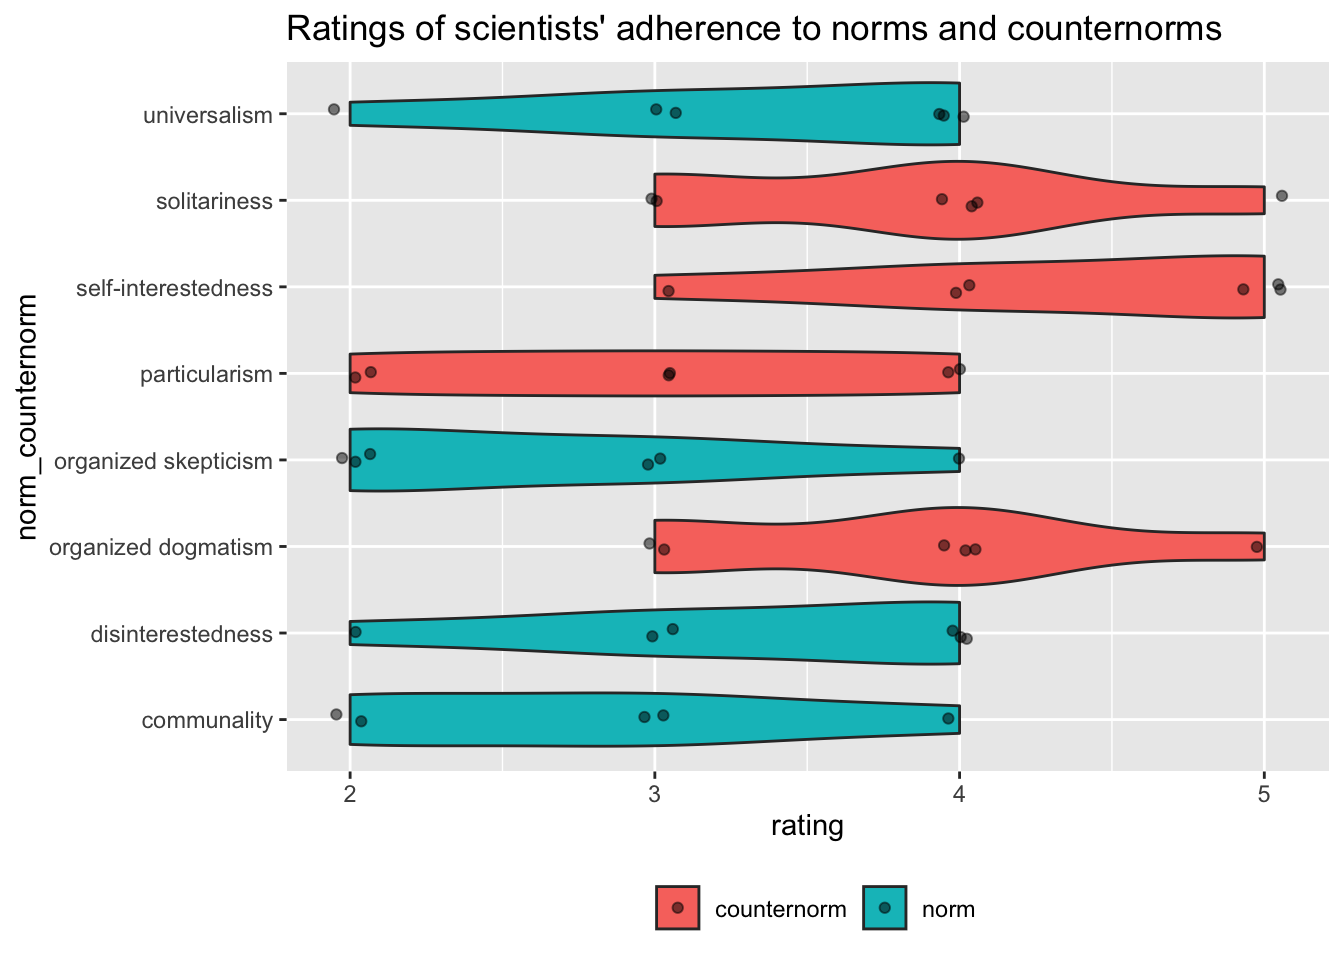 Ratings of scientists' adherence to norms and counternorms
norm_counternorm
universalism
solitariness
self-interestedness
particularism
organized skepticism
organized dogmatism
disinterestedness
communality
2 3 4 5
rating
counternorm norm